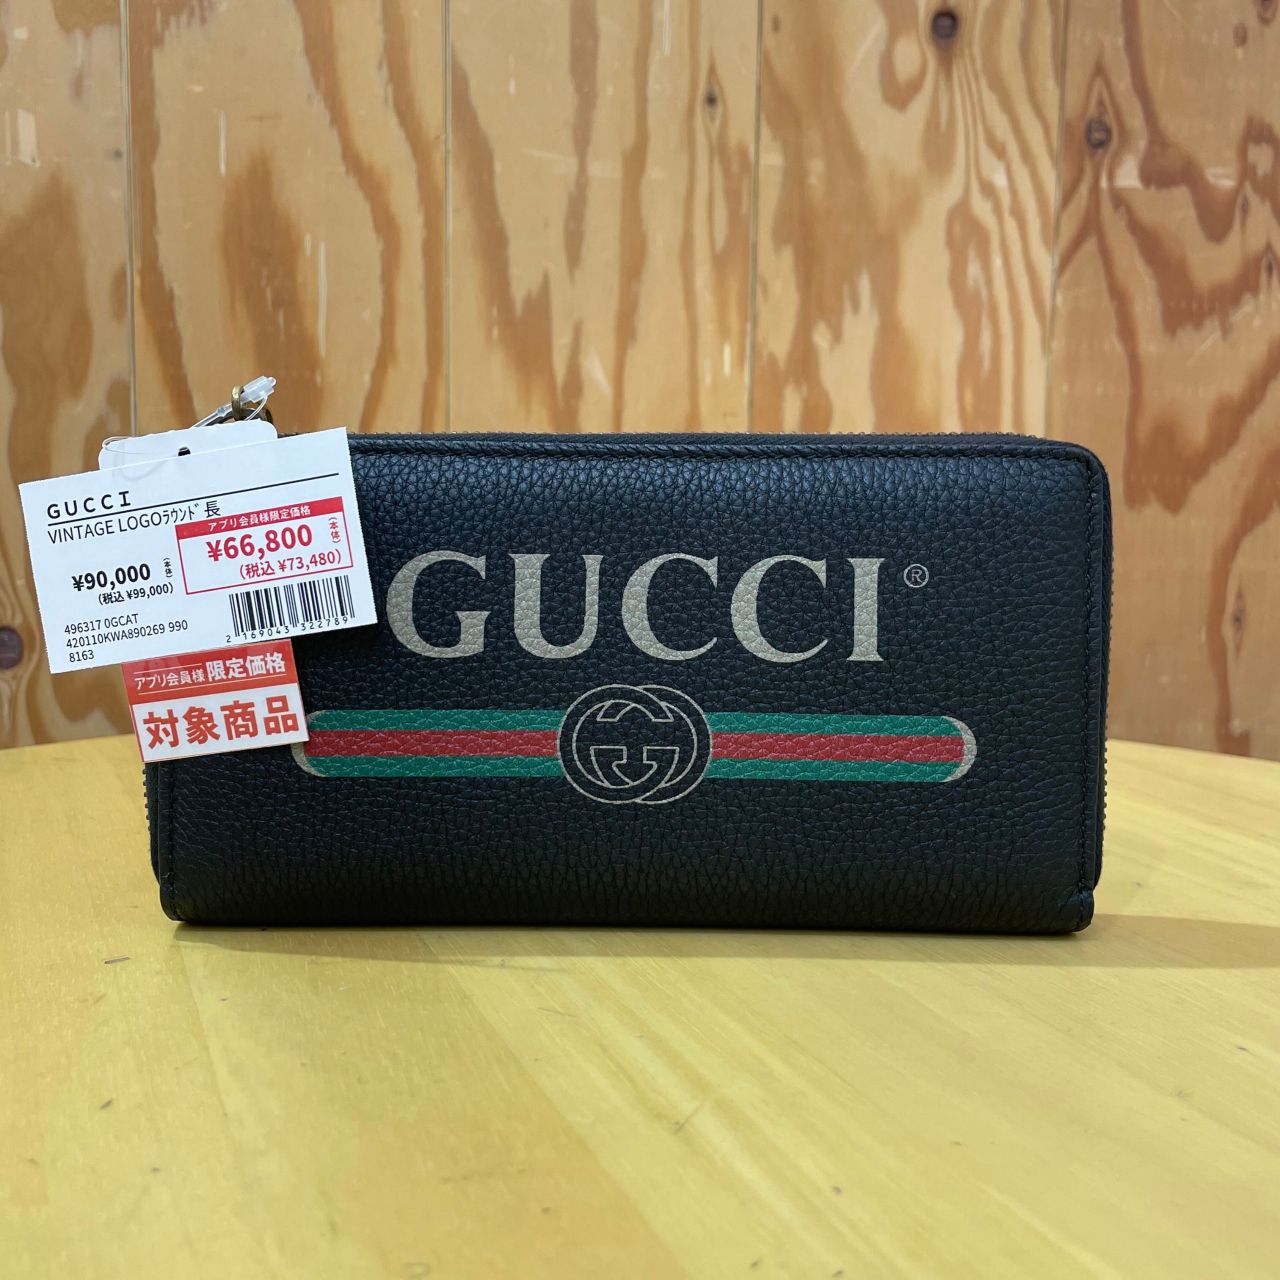 GUCCI
VINTAGE LOGOﾗｳﾝﾄﾞ長
アプリ会員様限定価格
¥66,800 (本体)
(税込 ¥73,480)
¥90,000 (本体)
(税込 ¥99,000)
496317 0GCAT
420110KWA890269 990
8163
2 169043 322789
アプリ会員様 限定価格
対象商品
GUCCI®